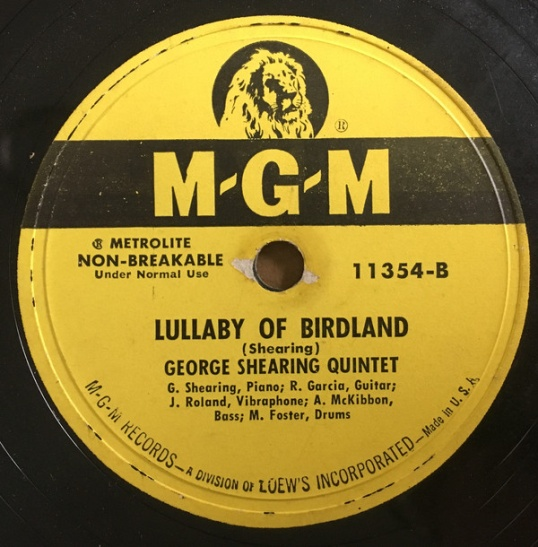 ®
M-G-M
® METROLITE
NON-BREAKABLE
Under Normal Use
11354-B
LULLABY OF BIRDLAND
(Shearing)
GEORGE SHEARING QUINTET
G. Shearing, Piano; R. Garcia, Guitar;
J. Roland, Vibraphone; A. McKibbon,
Bass; M. Foster, Drums
M-G-M RECORDS—A DIVISION OF LOEW'S INCORPORATED—Made in U. S. A.